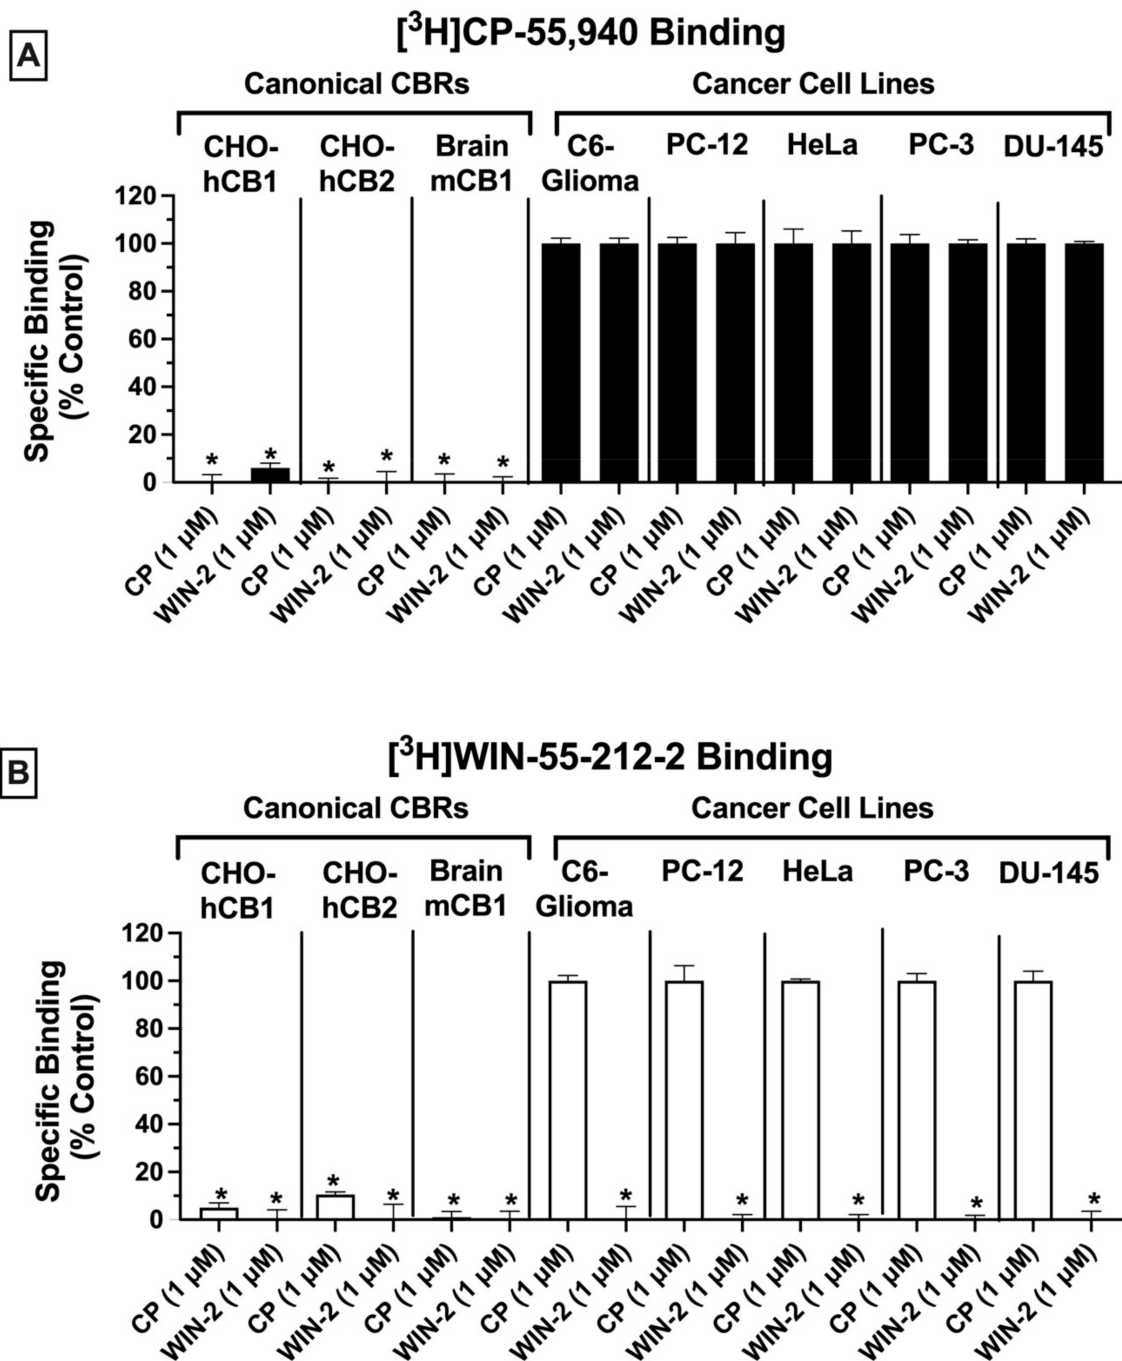 A
[³H]CP-55,940 Binding
Canonical CBRs
Cancer Cell Lines
CHO-
hCB1
CHO-
hCB2
Brain
mCB1
C6-
Glioma
PC-12
HeLa
PC-3
DU-145
Specific Binding
(% Control)
120
100
80
60
40
20
0
* * * * * *
CP (1 µM)
WIN-2 (1 µM)
CP (1 µM)
WIN-2 (1 µM)
CP (1 µM)
WIN-2 (1 µM)
CP (1 µM)
WIN-2 (1 µM)
CP (1 µM)
WIN-2 (1 µM)
CP (1 µM)
WIN-2 (1 µM)
CP (1 µM)
WIN-2 (1 µM)
CP (1 µM)
WIN-2 (1 µM)
B
[³H]WIN-55-212-2 Binding
Canonical CBRs
Cancer Cell Lines
CHO-
hCB1
CHO-
hCB2
Brain
mCB1
C6-
Glioma
PC-12
HeLa
PC-3
DU-145
Specific Binding
(% Control)
120
100
80
60
40
20
0
* * * * * * * * * * *
CP (1 µM)
WIN-2 (1 µM)
CP (1 µM)
WIN-2 (1 µM)
CP (1 µM)
WIN-2 (1 µM)
CP (1 µM)
WIN-2 (1 µM)
CP (1 µM)
WIN-2 (1 µM)
CP (1 µM)
WIN-2 (1 µM)
CP (1 µM)
WIN-2 (1 µM)
CP (1 µM)
WIN-2 (1 µM)